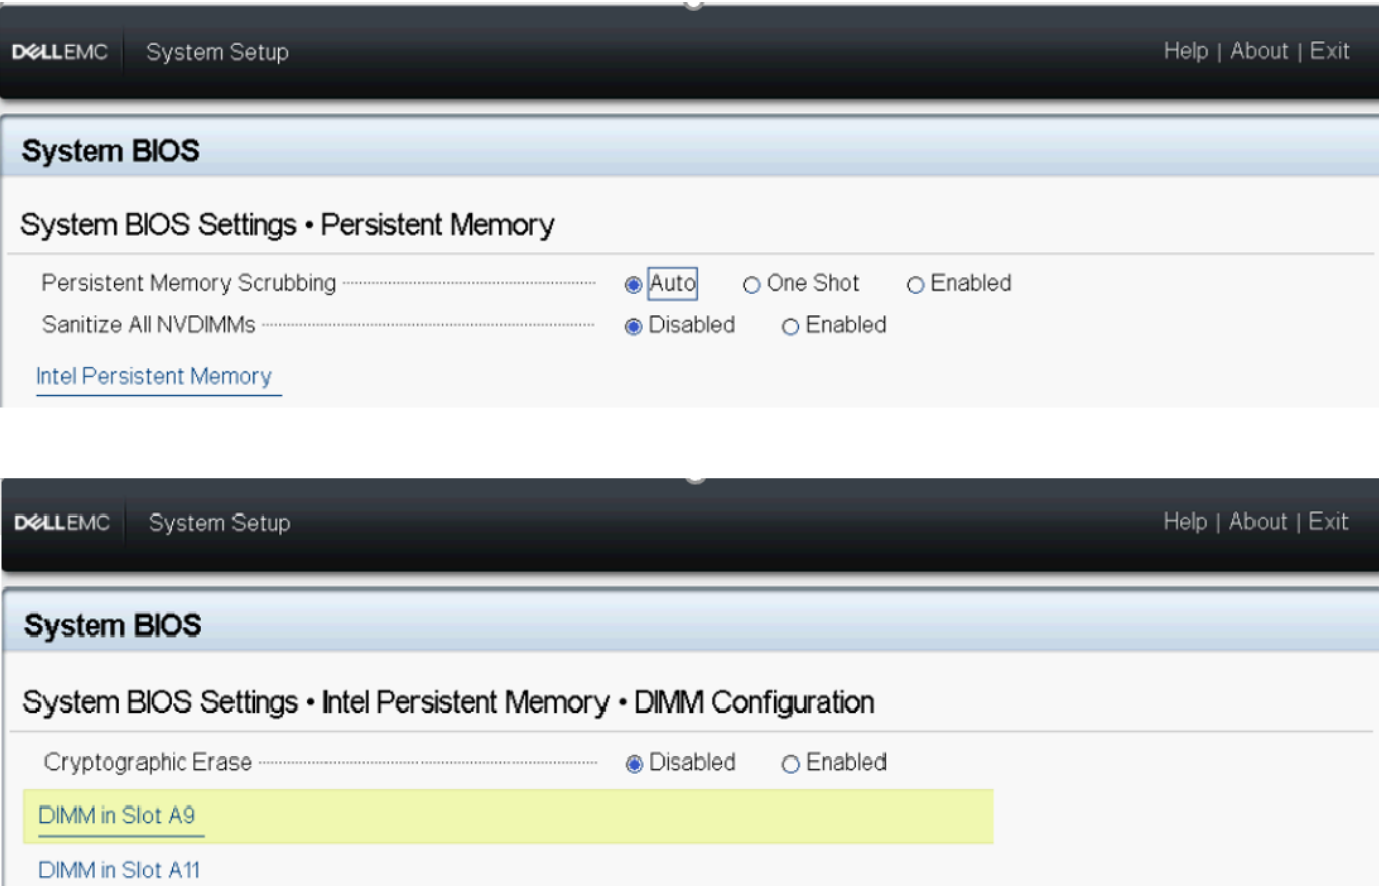 DELLEMC System Setup Help | About | Exit
System BIOS
System BIOS Settings • Persistent Memory
Persistent Memory Scrubbing Auto One Shot Enabled
Sanitize All NVDIMMs Disabled Enabled
Intel Persistent Memory
DELLEMC System Setup Help | About | Exit
System BIOS
System BIOS Settings • Intel Persistent Memory • DIMM Configuration
Cryptographic Erase Disabled Enabled
DIMM in Slot A9
DIMM in Slot A11